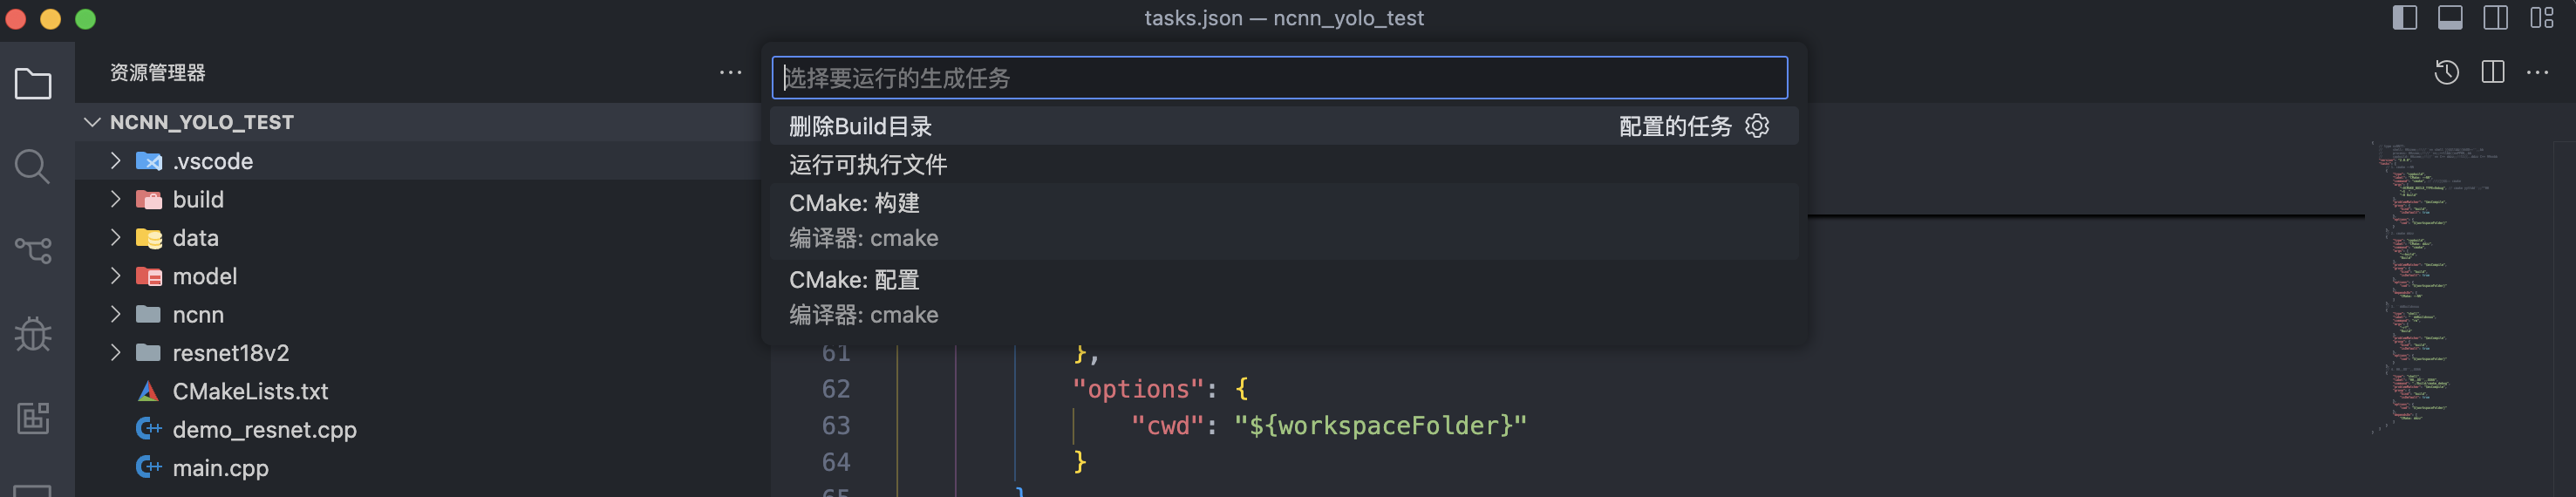 tasks.json — ncnn_yolo_test
资源管理器
选择要运行的生成任务
NCNN_YOLO_TEST
删除Build目录 配置的任务
.vscode
运行可执行文件
build
CMake: 构建
data
编译器: cmake
model
CMake: 配置
ncnn
编译器: cmake
resnet18v2
61 },
CMakeLists.txt
62 "options": {
demo_resnet.cpp
63 "cwd": "${workspaceFolder}"
main.cpp
64 }